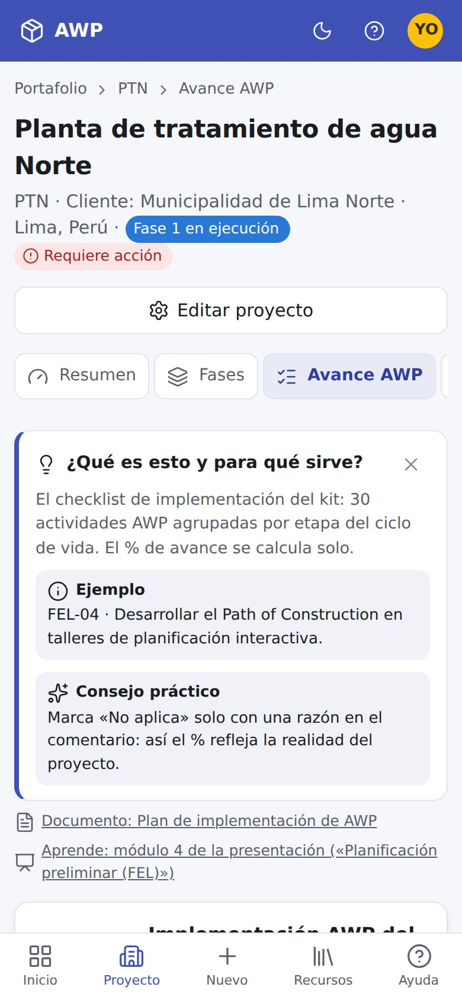 AWP
YO
Portafolio > PTN > Avance AWP
Planta de tratamiento de agua
Norte
PTN · Cliente: Municipalidad de Lima Norte ·
Lima, Perú · Fase 1 en ejecución
Requiere acción
Editar proyecto
Resumen Fases Avance AWP
¿Qué es esto y para qué sirve?
El checklist de implementación del kit: 30
actividades AWP agrupadas por etapa del ciclo
de vida. El % de avance se calcula solo.
Ejemplo
FEL-04 · Desarrollar el Path of Construction en
talleres de planificación interactiva.
Consejo práctico
Marca «No aplica» solo con una razón en el
comentario: así el % refleja la realidad del
proyecto.
Documento: Plan de implementación de AWP
Aprende: módulo 4 de la presentación («Planificación
preliminar (FEL)»)
Implementación AWP del
Inicio Proyecto Nuevo Recursos Ayuda